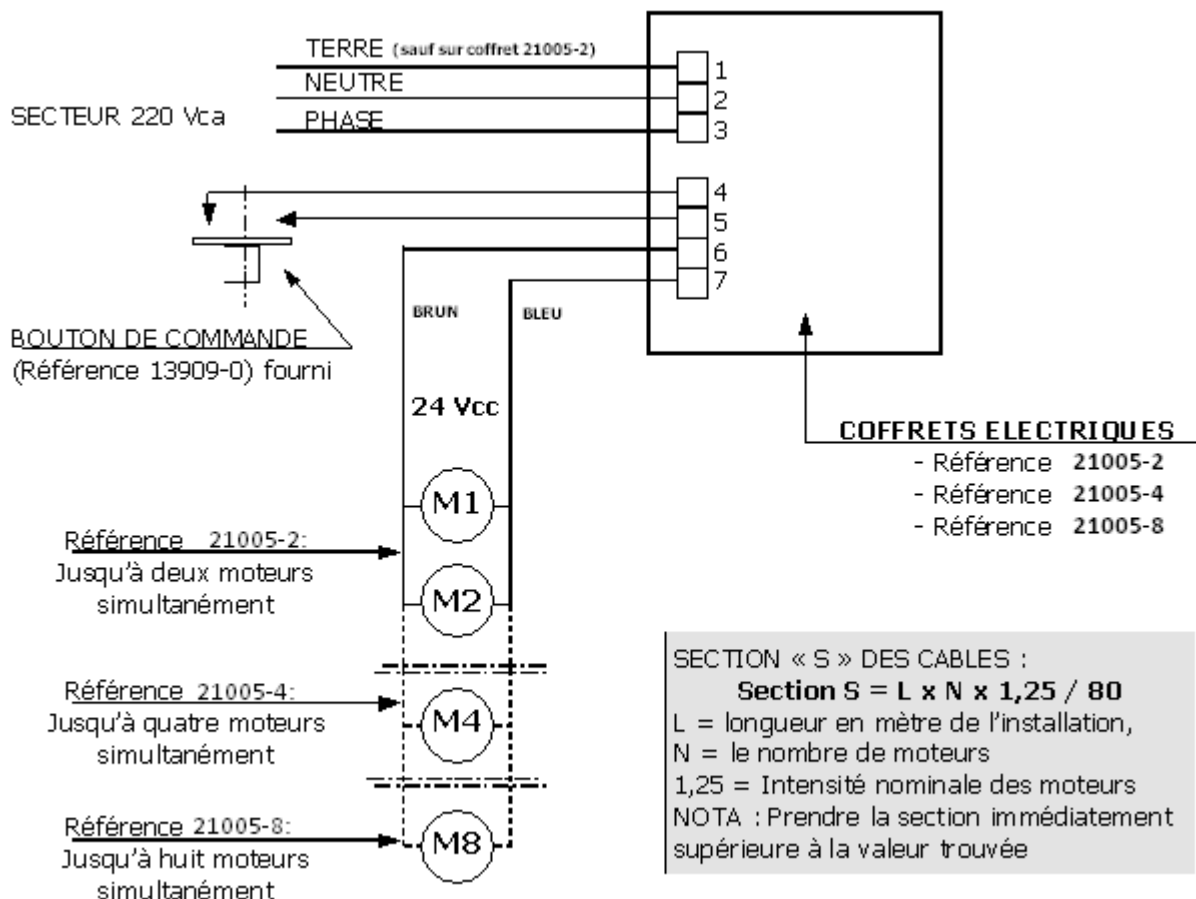 TERRE (sauf sur coffret 21005-2)
1
NEUTRE
2
SECTEUR 220 Vca
PHASE
3
4
5
6
7
BRUN
BLEU
BOUTON DE COMMANDE
(Référence 13909-0) fourni
24 Vcc
COFFRETS ELECTRIQUES
- Référence 21005-2
- Référence 21005-4
- Référence 21005-8
M1
Référence 21005-2:
Jusqu'à deux moteurs
simultanément
M2
Référence 21005-4:
Jusqu'à quatre moteurs
simultanément
M4
Référence 21005-8:
Jusqu'à huit moteurs
simultanément
M8
SECTION « S » DES CABLES :
Section S = L x N x 1,25 / 80
L = longueur en mètre de l'installation,
N = le nombre de moteurs
1,25 = Intensité nominale des moteurs
NOTA : Prendre la section immédiatement
supérieure à la valeur trouvée